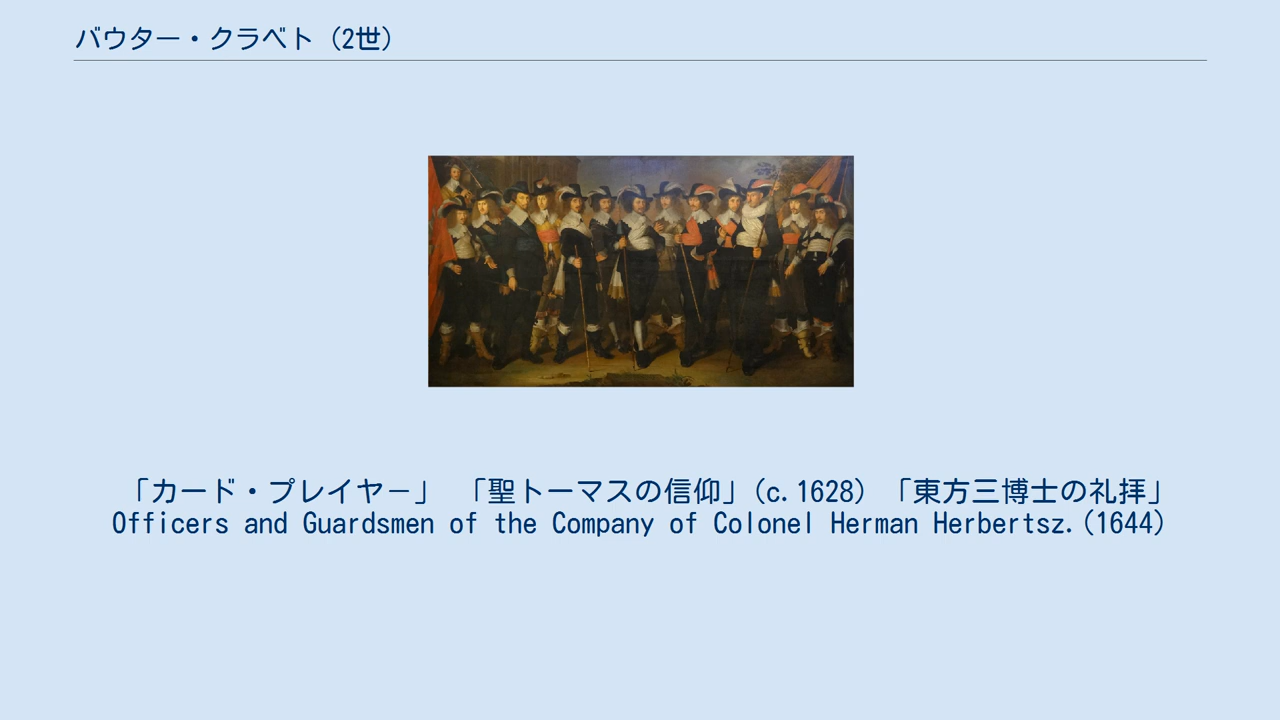 バウター・クラベト（2世）
「カード・プレイヤー」　「聖トーマスの信仰」(c. 1628)　「東方三博士の礼拝」
Officers and Guardsmen of the Company of Colonel Herman Herbertsz. (1644)